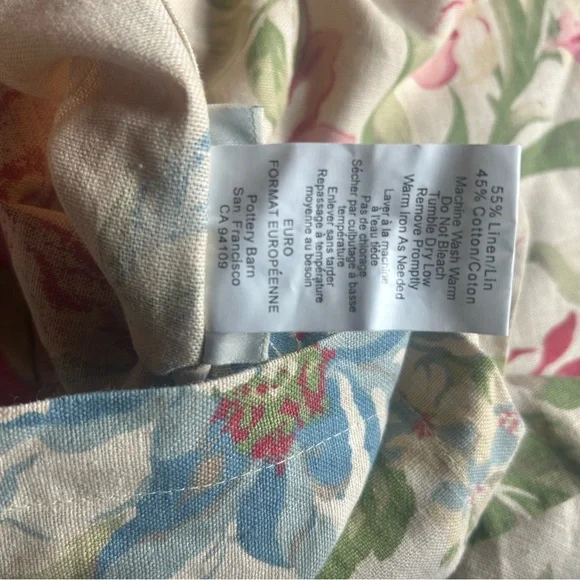 55% Linen/Lin
45% Cotton/Coton
Machine Wash Warm
Do Not Bleach
Tumble Dry Low
Remove Promptly
Warm Iron As Needed
Laver à la machine
à l'eau tiède
Pas de chlorage
Sécher par culbutage à basse
température
Enlever sans tarder
Repassage à température
moyenne au besoin
EURO
FORMAT EUROPÉENNE
Pottery Barn
San Francisco
CA 94109